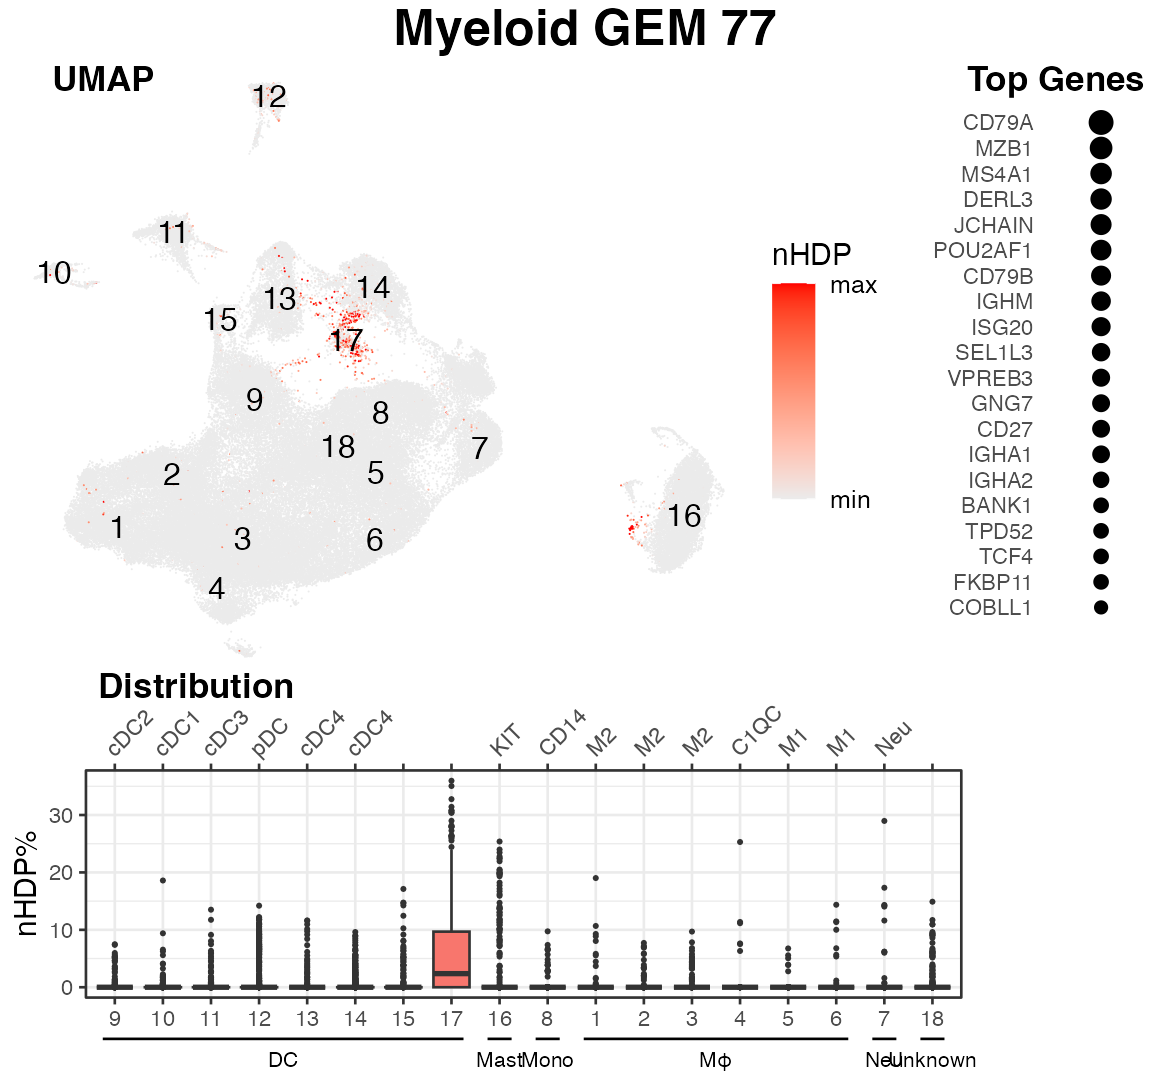 Myeloid GEM 77
UMAP
Top Genes
12
11
10
13
14
15
17
9
8
18
7
2
5
1
3
6
4
16
nHDP
max
min
CD79A
MZB1
MS4A1
DERL3
JCHAIN
POU2AF1
CD79B
IGHM
ISG20
SEL1L3
VPREB3
GNG7
CD27
IGHA1
IGHA2
BANK1
TPD52
TCF4
FKBP11
COBLL1
Distribution
cDC2 cDC1 cDC3 pDC cDC4 cDC4 KIT CD14 M2 M2 M2 C1QC M1 M1 Neu
nHDP%
30
20
10
0
9 10 11 12 13 14 15 17 16 8 1 2 3 4 5 6 7 18
DC Mast Mono Mϕ Neu Unknown